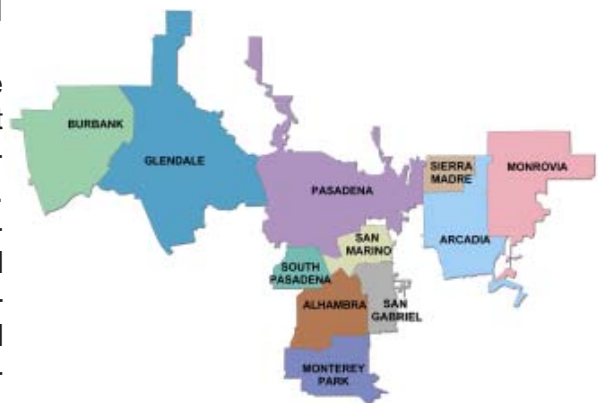 BURBANK
GLENDALE
PASADENA
SIERRA
MADRE
MONROVIA
ARCADIA
SAN
MARINO
SOUTH
PASADENA
ALHAMBRA
SAN
GABRIEL
MONTEREY
PARK